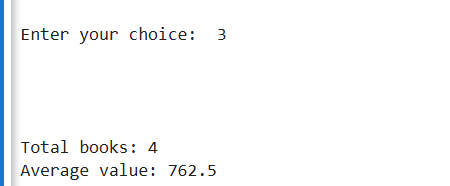 Enter your choice:  3
Total books: 4
Average value: 762.5